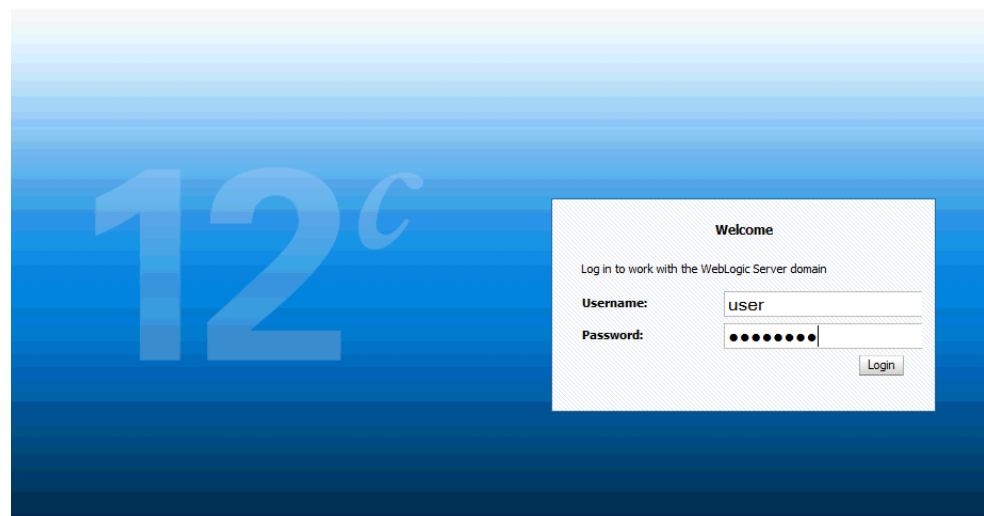 12c
Welcome
Log in to work with the WebLogic Server domain
Username: user
Password: ●●●●●●●●
Login